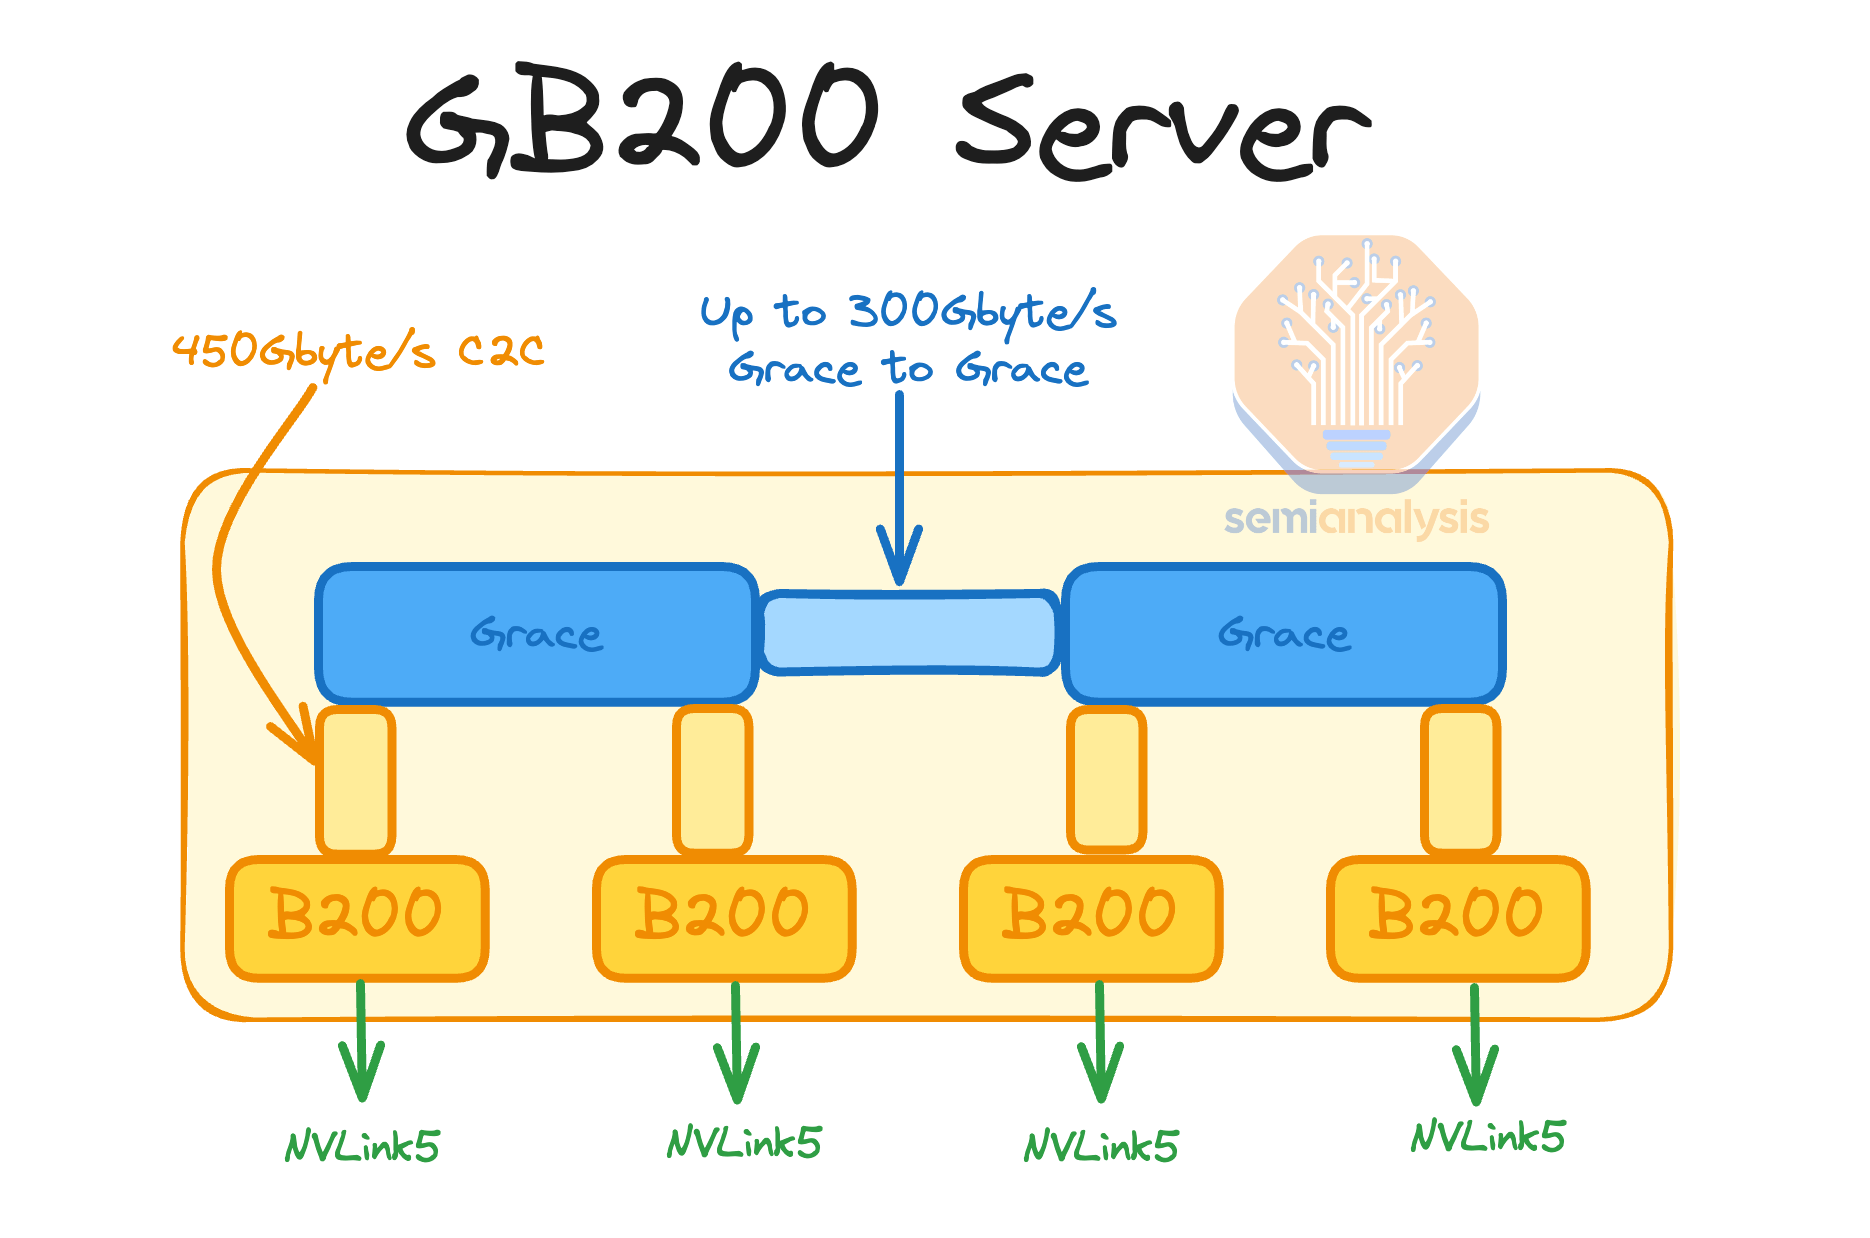 GB200 Server
450Gbyte/s C2C
Up to 300Gbyte/s
Grace to Grace
semianalysis
Grace
Grace
B200
B200
B200
B200
NVLink5
NVLink5
NVLink5
NVLink5